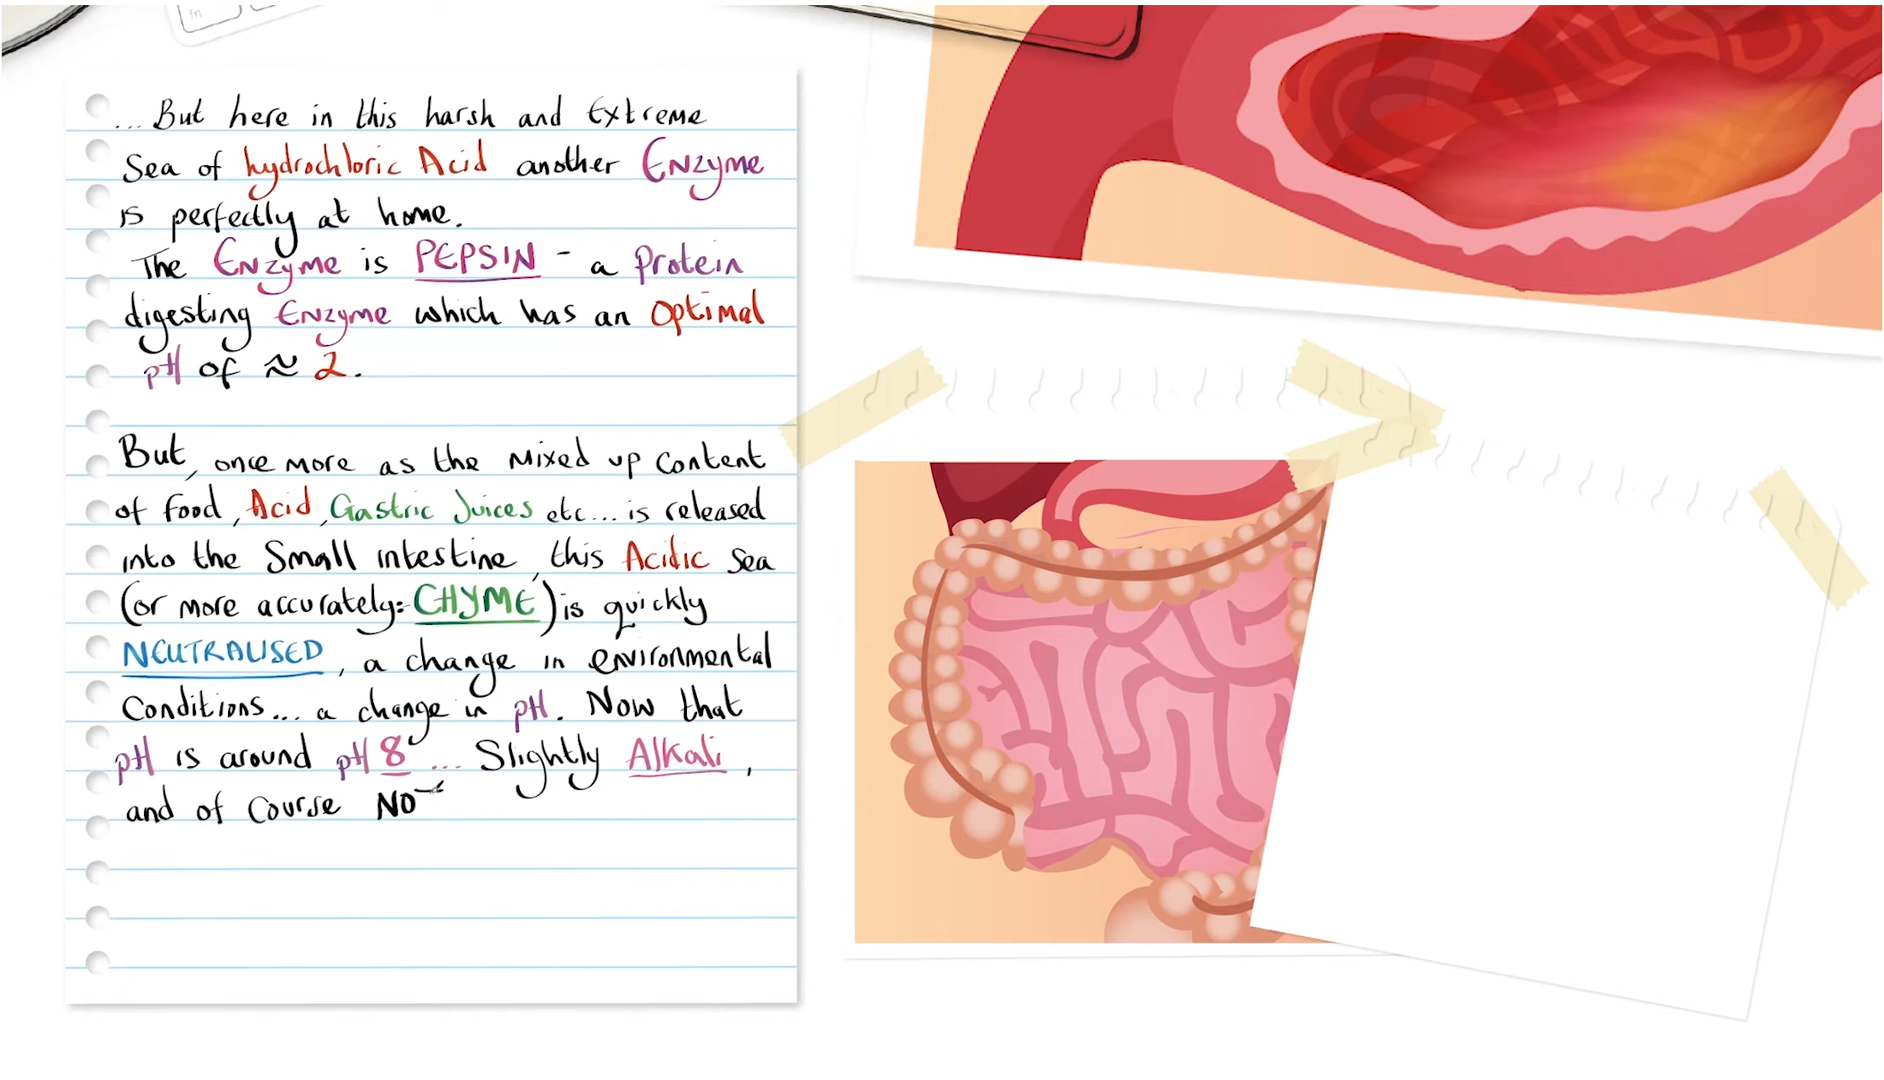 fn
...But here in this harsh and Extreme
Sea of hydrochloric Acid another Enzyme
is perfectly at home.
The Enzyme is PEPSIN - a Protein
digesting Enzyme which has an Optimal
pH of ≈ 2.
But, once more as the Mixed up Content
of food, Acid, Gastric Juices etc... is released
into the Small intestine, this Acidic Sea
(or more accurately: CHYME) is quickly
NEUTRALISED, a change in environmental
Conditions... a change in pH. Now that
pH is around pH 8... Slightly Alkali,
and of Course NO